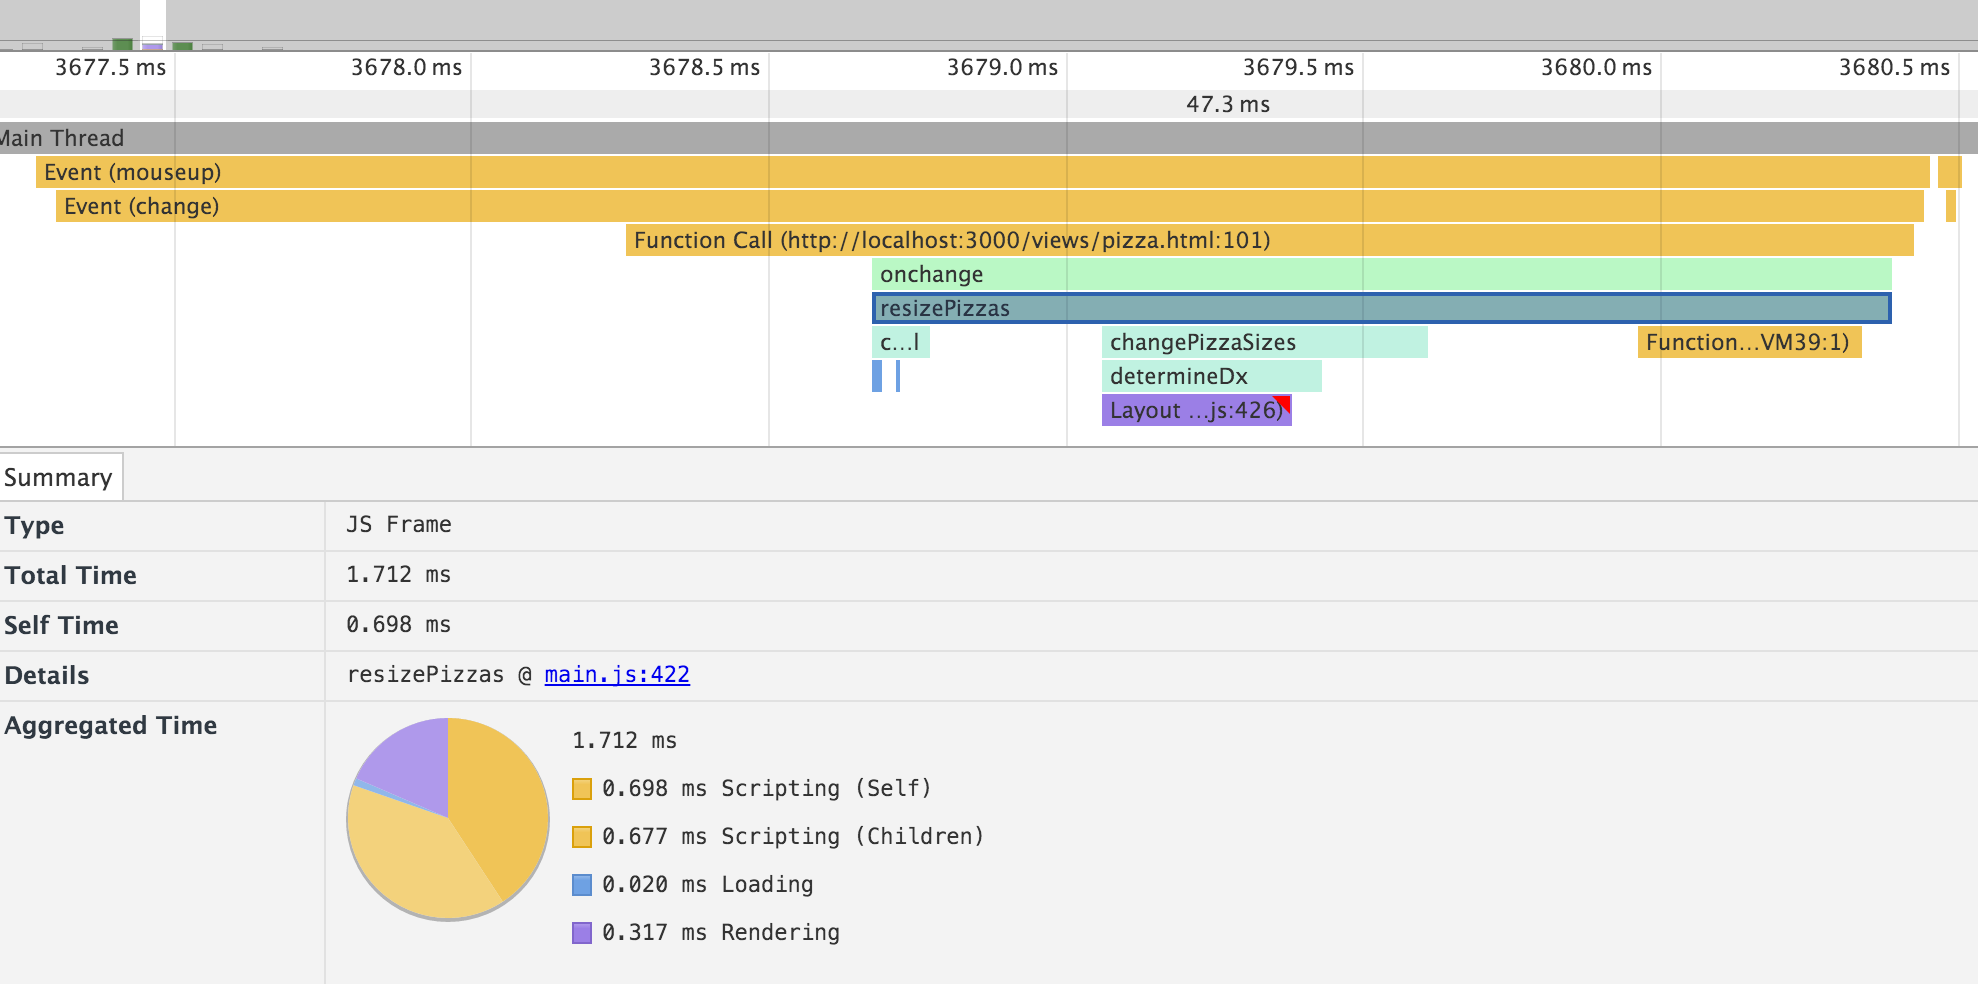 3677.5 ms 3678.0 ms 3678.5 ms 3679.0 ms 3679.5 ms 3680.0 ms 3680.5 ms
47.3 ms
Main Thread
Event (mouseup)
Event (change)
Function Call (http://localhost:3000/views/pizza.html:101)
onchange
resizePizzas
c...l changePizzaSizes Function...VM39:1)
determineDx
Layout ...js:426)
Summary
Type JS Frame
Total Time 1.712 ms
Self Time 0.698 ms
Details resizePizzas @ main.js:422
Aggregated Time
1.712 ms
0.698 ms Scripting (Self)
0.677 ms Scripting (Children)
0.020 ms Loading
0.317 ms Rendering